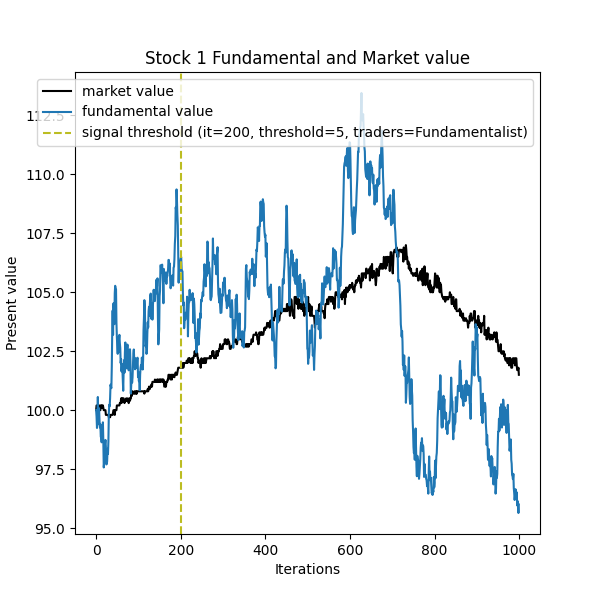 Stock 1 Fundamental and Market value
market value
fundamental value
signal threshold (it=200, threshold=5, traders=Fundamentalist)
112.5
110.0
107.5
105.0
102.5
100.0
97.5
95.0
Present value
0 200 400 600 800 1000
Iterations